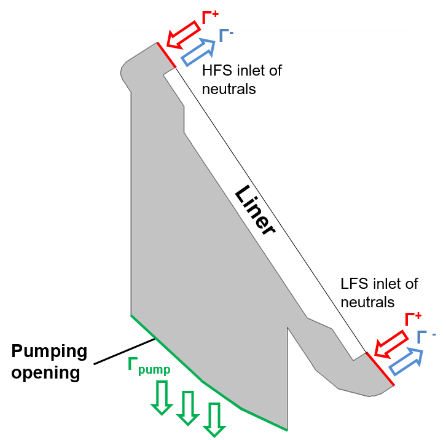 Γ+
Γ-
HFS inlet of
neutrals
Liner
LFS inlet of
neutrals
Γ+
Γ -
Pumping
opening
Γpump